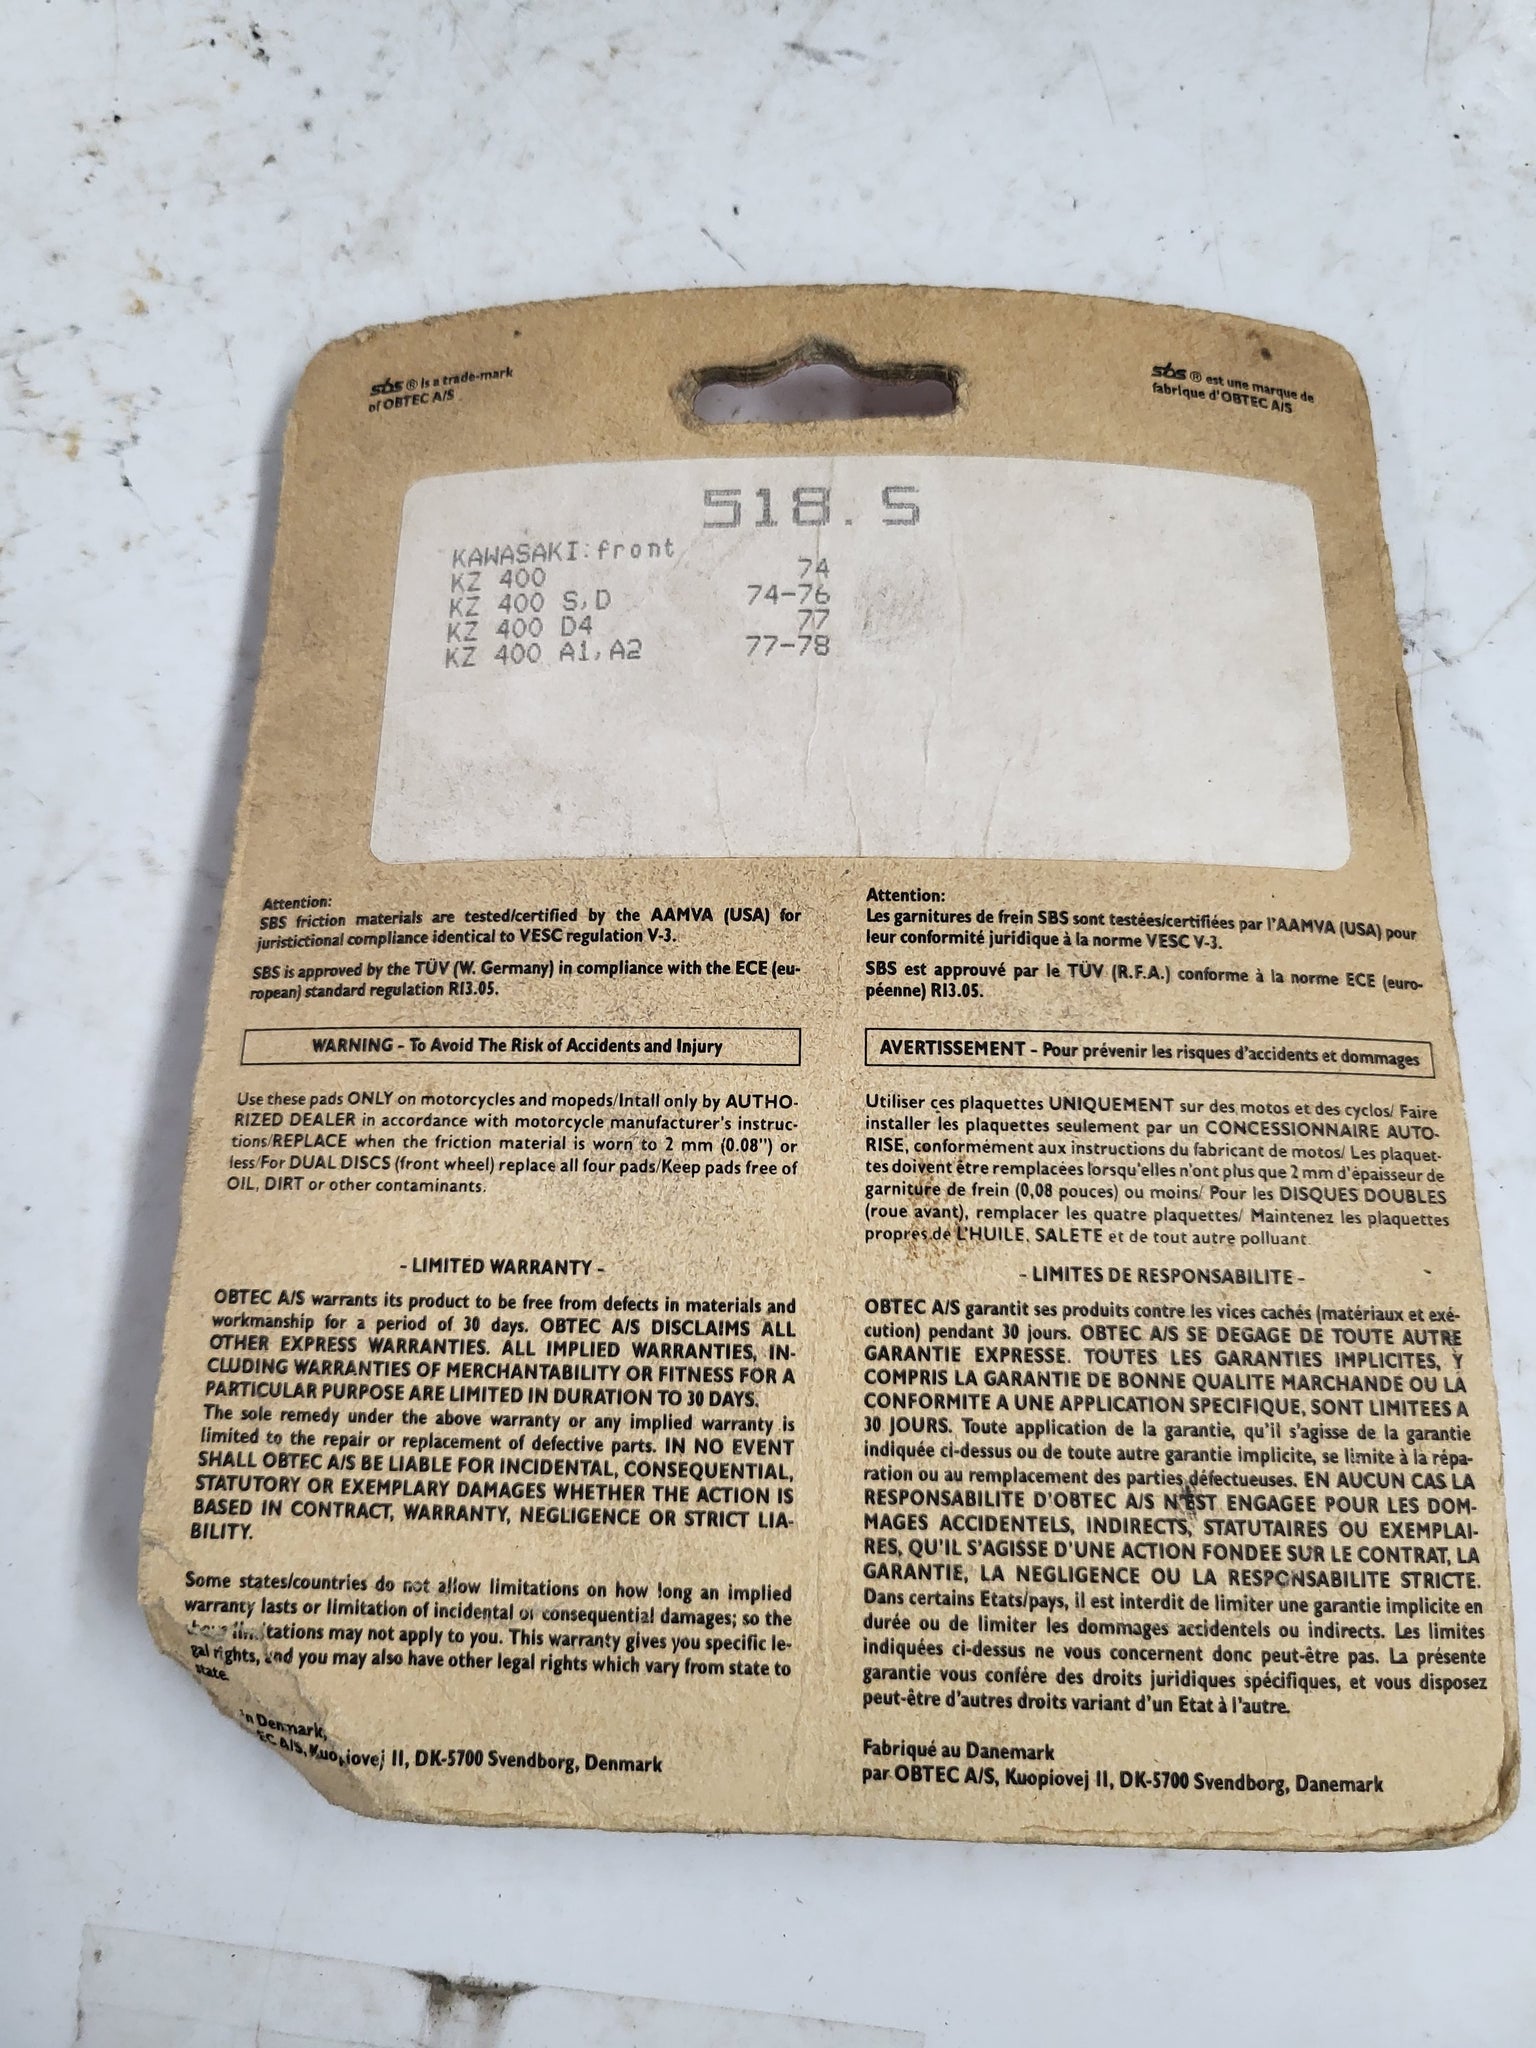 sbs ® is a trade-mark
of OBTEC A/S
sbs ® est une marque de
fabrique d'OBTEC A/S
518.S
KAWASAKI:front
KZ 400 74
KZ 400 S,D 74-76
KZ 400 D4 77
KZ 400 A1,A2 77-78
Attention:
SBS friction materials are tested/certified by the AAMVA (USA) for
juristictional compliance identical to VESC regulation V-3.
SBS is approved by the TÜV (W. Germany) in compliance with the ECE (eu-
ropean) standard regulation R13.05.
WARNING - To Avoid The Risk of Accidents and Injury
Use these pads ONLY on motorcycles and mopeds/Intall only by AUTHO-
RIZED DEALER in accordance with motorcycle manufacturer's instruc-
tions/REPLACE when the friction material is worn to 2 mm (0.08") or
less/For DUAL DISCS (front wheel) replace all four pads/Keep pads free of
OIL, DIRT or other contaminants.
- LIMITED WARRANTY -
OBTEC A/S warrants its product to be free from defects in materials and
workmanship for a period of 30 days. OBTEC A/S DISCLAIMS ALL
OTHER EXPRESS WARRANTIES. ALL IMPLIED WARRANTIES, IN-
CLUDING WARRANTIES OF MERCHANTABILITY OR FITNESS FOR A
PARTICULAR PURPOSE ARE LIMITED IN DURATION TO 30 DAYS.
The sole remedy under the above warranty or any implied warranty is
limited to the repair or replacement of defective parts. IN NO EVENT
SHALL OBTEC A/S BE LIABLE FOR INCIDENTAL, CONSEQUENTIAL,
STATUTORY OR EXEMPLARY DAMAGES WHETHER THE ACTION IS
BASED IN CONTRACT, WARRANTY, NEGLIGENCE OR STRICT LIA-
BILITY.
Some states/countries do not allow limitations on how long an implied
warranty lasts or limitation of incidental or consequential damages; so the
limitations may not apply to you. This warranty gives you specific le-
gal rights, and you may also have other legal rights which vary from state to
state.
in Denmark,
A/S, Kuopiovej 11, DK-5700 Svendborg, Denmark
Attention:
Les garnitures de frein SBS sont testées/certifiées par l'AAMVA (USA) pour
leur conformité juridique à la norme VESC V-3.
SBS est approuvé par le TÜV (R.F.A.) conforme à la norme ECE (euro-
péenne) R13.05.
AVERTISSEMENT - Pour prévenir les risques d'accidents et dommages
Utiliser ces plaquettes UNIQUEMENT sur des motos et des cyclos/ Faire
installer les plaquettes seulement par un CONCESSIONNAIRE AUTO-
RISE, conformément aux instructions du fabricant de motos/ Les plaquet-
tes doivent être remplacées lorsqu'elles n'ont plus que 2 mm d'épaisseur de
garniture de frein (0,08 pouces) ou moins/ Pour les DISQUES DOUBLES
(roue avant), remplacer les quatre plaquettes/ Maintenez les plaquettes
propres de L'HUILE, SALETE et de tout autre polluant.
- LIMITES DE RESPONSABILITE -
OBTEC A/S garantit ses produits contre les vices cachés (matériaux et exé-
cution) pendant 30 jours. OBTEC A/S SE DEGAGE DE TOUTE AUTRE
GARANTIE EXPRESSE. TOUTES LES GARANTIES IMPLICITES, Y
COMPRIS LA GARANTIE DE BONNE QUALITE MARCHANDE OU LA
CONFORMITE A UNE APPLICATION SPECIFIQUE, SONT LIMITEES A
30 JOURS. Toute application de la garantie, qu'il s'agisse de la garantie
indiquée ci-dessus ou de toute autre garantie implicite, se limite à la répa-
ration ou au remplacement des parties défectueuses. EN AUCUN CAS LA
RESPONSABILITE D'OBTEC A/S N'EST ENGAGEE POUR LES DOM-
MAGES ACCIDENTELS, INDIRECTS, STATUTAIRES OU EXEMPLAI-
RES, QU'IL S'AGISSE D'UNE ACTION FONDEE SUR LE CONTRAT, LA
GARANTIE, LA NEGLIGENCE OU LA RESPONSABILITE STRICTE.
Dans certains Etats/pays, il est interdit de limiter une garantie implicite en
durée ou de limiter les dommages accidentels ou indirects. Les limites
indiquées ci-dessus ne vous concernent donc peut-être pas. La présente
garantie vous confére des droits juridiques spécifiques, et vous disposez
peut-être d'autres droits variant d'un Etat à l'autre.
Fabriqué au Danemark
par OBTEC A/S, Kuopiovej 11, DK-5700 Svendborg, Danemark